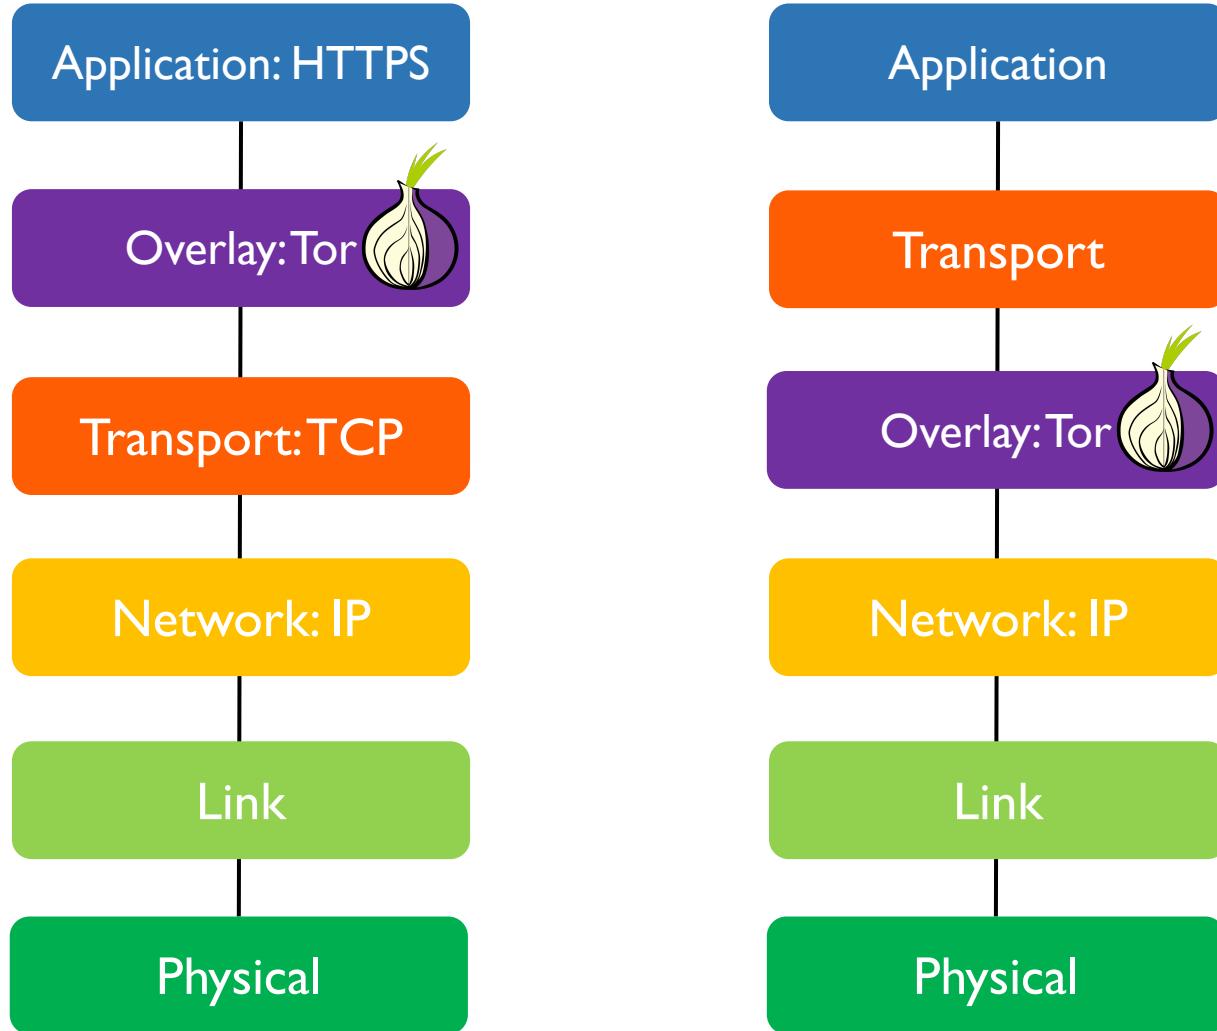 Application: HTTPS
Overlay: Tor
Transport: TCP
Network: IP
Link
Physical
Application
Transport
Overlay: Tor
Network: IP
Link
Physical